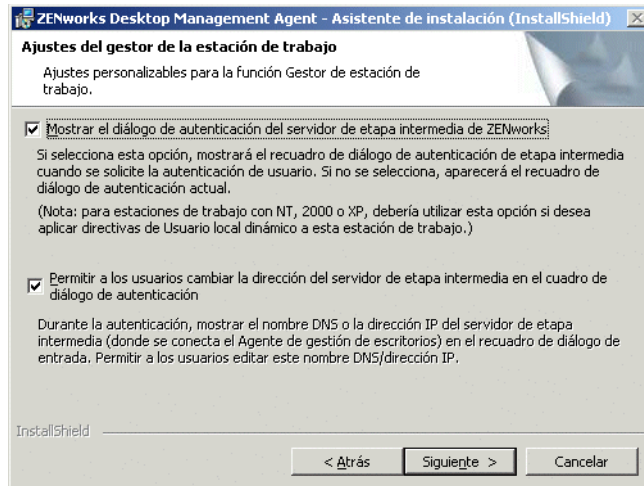 ZENworks Desktop Management Agent - Asistente de instalación (InstallShield)
Ajustes del gestor de la estación de trabajo
Ajustes personalizables para la función Gestor de estación de
trabajo.
Mostrar el diálogo de autenticación del servidor de etapa intermedia de ZENworks
Si selecciona esta opción, mostrará el recuadro de diálogo de autenticación de etapa intermedia
cuando se solicite la autenticación de usuario. Si no se selecciona, aparecerá el recuadro de
diálogo de autenticación actual.
(Nota: para estaciones de trabajo con NT, 2000 o XP, debería utilizar esta opción si desea
aplicar directivas de Usuario local dinámico a esta estación de trabajo.)
Permitir a los usuarios cambiar la dirección del servidor de etapa intermedia en el cuadro de
diálogo de autenticación
Durante la autenticación, mostrar el nombre DNS o la dirección IP del servidor de etapa
intermedia (donde se conecta el Agente de gestión de escritorios) en el recuadro de diálogo de
entrada. Permitir a los usuarios editar este nombre DNS/dirección IP.
InstallShield
< Atrás
Siguiente >
Cancelar